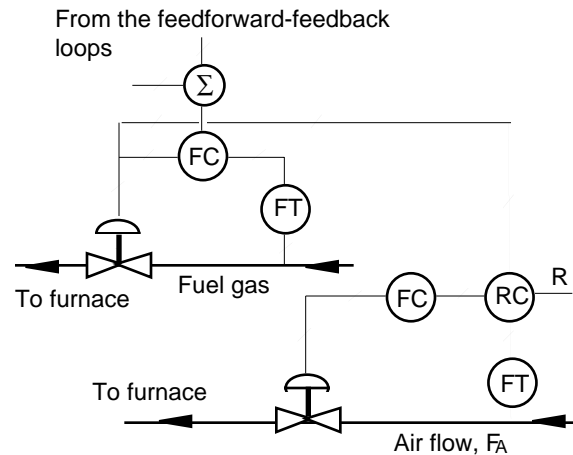 From the feedforward-feedback
loops
Σ
FC
FT
Fuel gas
To furnace
FC
RC
R
FT
To furnace
Air flow, FA